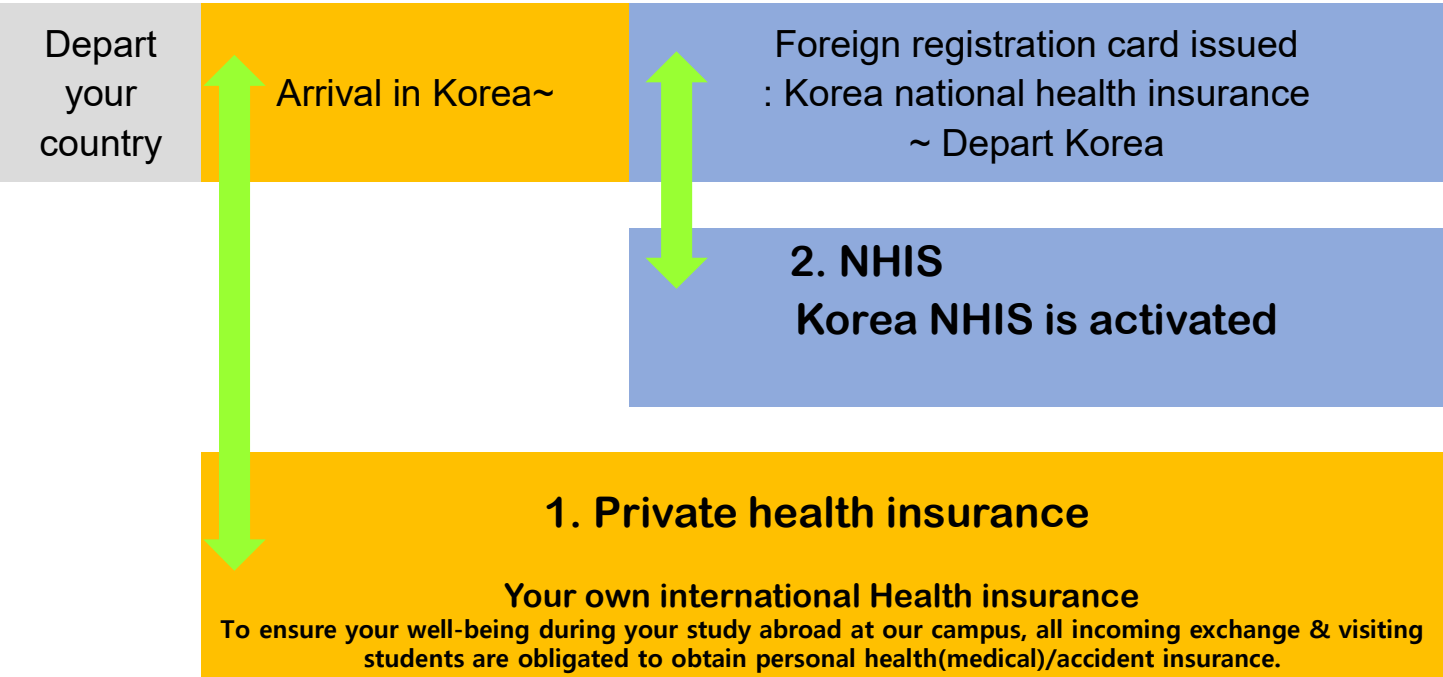 Depart
your
country
Arrival in Korea~
Foreign registration card issued
: Korea national health insurance
~ Depart Korea
2. NHIS
Korea NHIS is activated
1. Private health insurance
Your own international Health insurance
To ensure your well-being during your study abroad at our campus, all incoming exchange & visiting
students are obligated to obtain personal health(medical)/accident insurance.